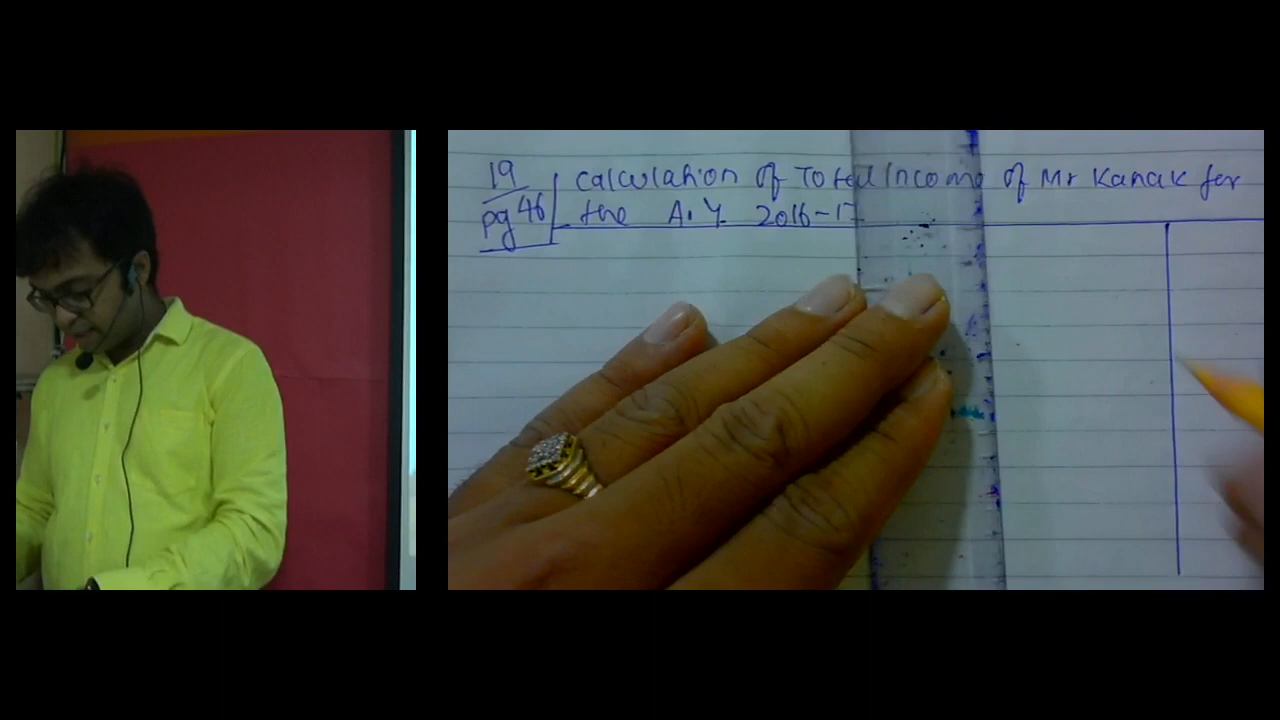 19
pg 46
Calculation of Total Income of Mr Kanak for
the A.Y. 2016-17